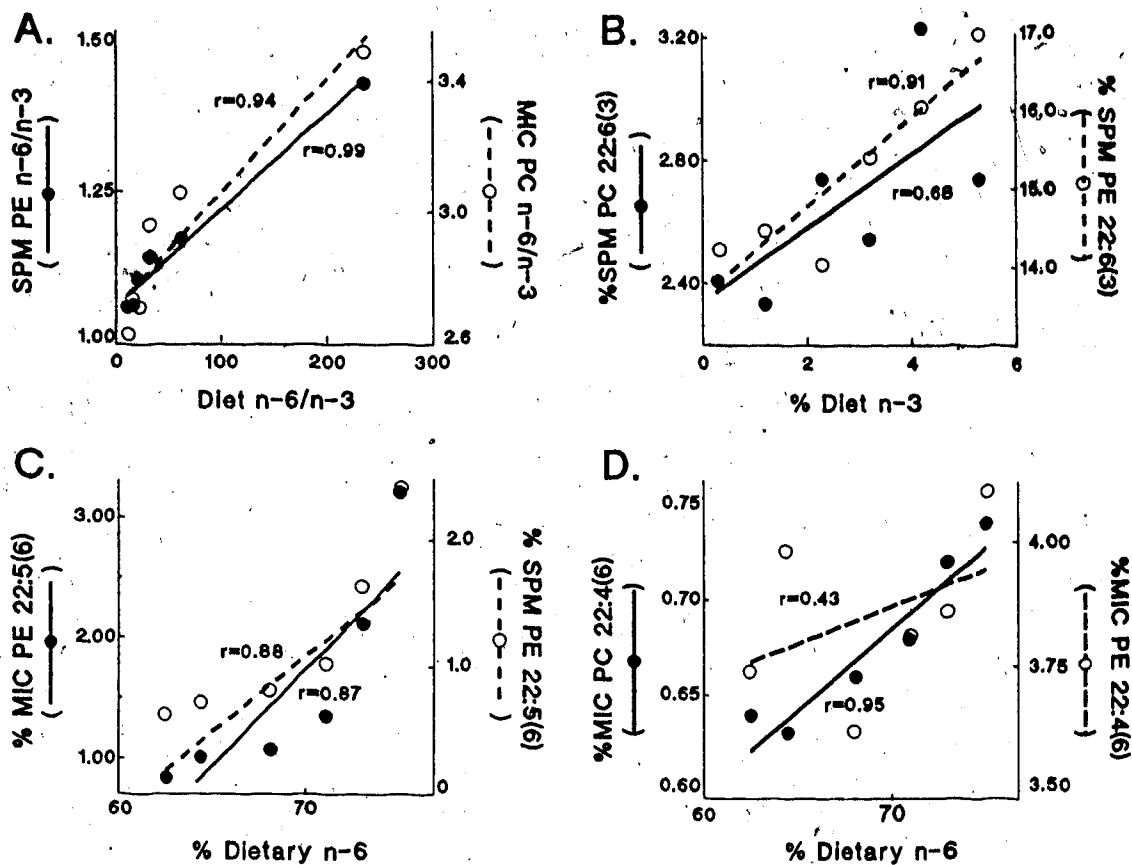 A.
1.50
1.25
1.00
SPM PE n-6/n-3
( )
r=0.94
r=0.99
3.4
3.0
2.6
MIC PC n-6/n-3
( )
0 100 200 300
Diet n-6/n-3
B.
3.20
2.80
2.40
%SPM PC 22:6(3)
( )
r=0.91
r=0.68
17.0
16.0
15.0
14.0
% SPM PE 22:6(3)
( )
0 2 4 6
% Diet n-3
C.
3.00
2.00
1.00
% MIC PE 22:5(6)
( )
r=0.88
r=0.87
2.0
1.0
0
% SPM PE 22:5(6)
( )
60 70
% Dietary n-6
D.
0.75
0.70
0.65
0.60
%MIC PC 22:4(6)
( )
r=0.43
r=0.95
4.00
3.75
3.50
%MIC PE 22:4(6)
( )
60 70
% Dietary n-6